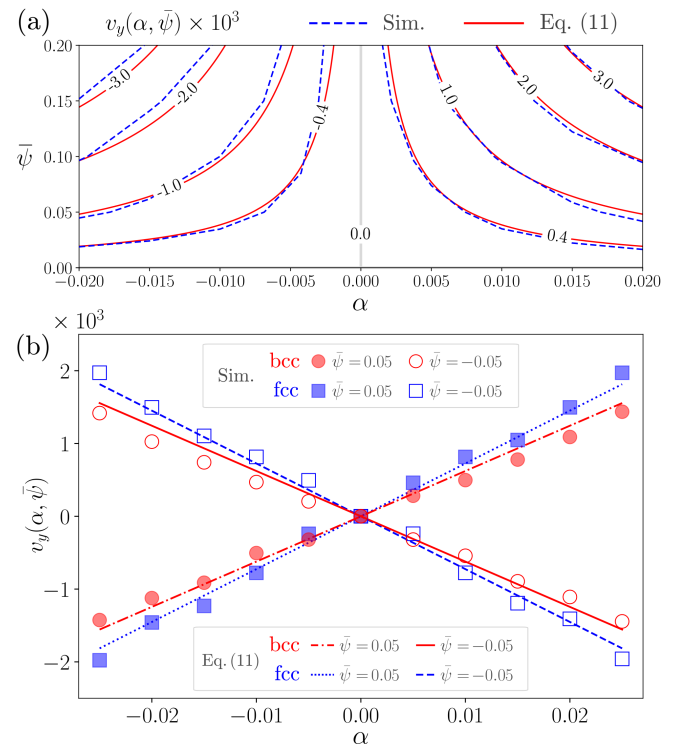 (a) v_y(α, ψ̄) × 10³ Sim. Eq. (11)
0.20
0.15
0.10
0.05
0.00
ψ̄
-3.0 -2.0 -1.0 -0.4 0.0 0.4 1.0 2.0 3.0
−0.020 −0.015 −0.010 −0.005 0.000 0.005 0.010 0.015 0.020
α
(b) × 10³
2
1
0
−1
−2
v_y(α, ψ̄)
Sim.
bcc ψ̄ = 0.05 ψ̄ = −0.05
fcc ψ̄ = 0.05 ψ̄ = −0.05
Eq. (11)
bcc ψ̄ = 0.05 ψ̄ = −0.05
fcc ψ̄ = 0.05 ψ̄ = −0.05
−0.02 −0.01 0.00 0.01 0.02
α